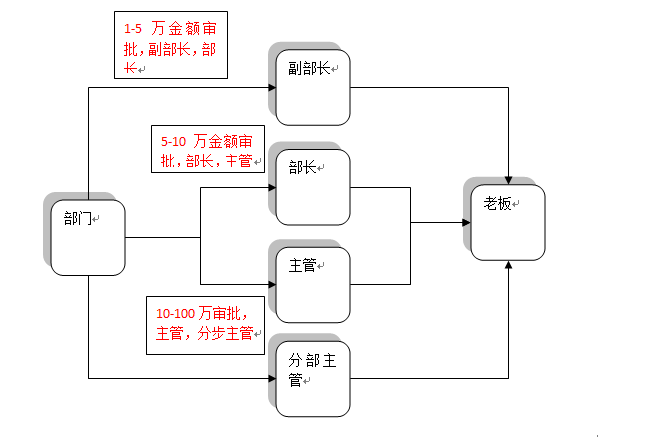 1-5 万金额审
批，副部长，部
长
副部长
5-10 万金额审
批，部长，主管
部长
部门
老板
主管
10-100 万审批，
主管，分步主管
分部主
管